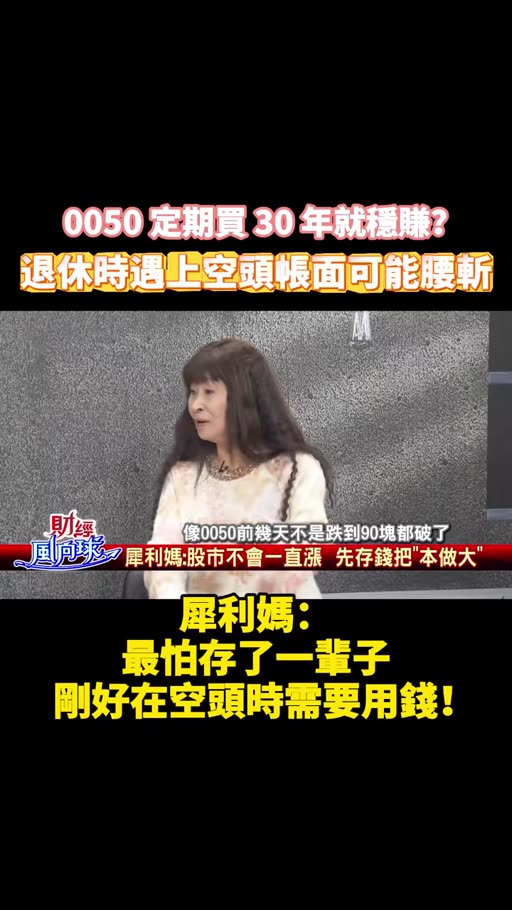 0050 定期買 30 年就穩賺?
退休時遇上空頭帳面可能腰斬
像0050前幾天不是跌到90塊都破了
財經
風向球
犀利媽:股市不會一直漲 先存錢把"本做大"
犀利媽:
最怕存了一輩子
剛好在空頭時需要用錢!